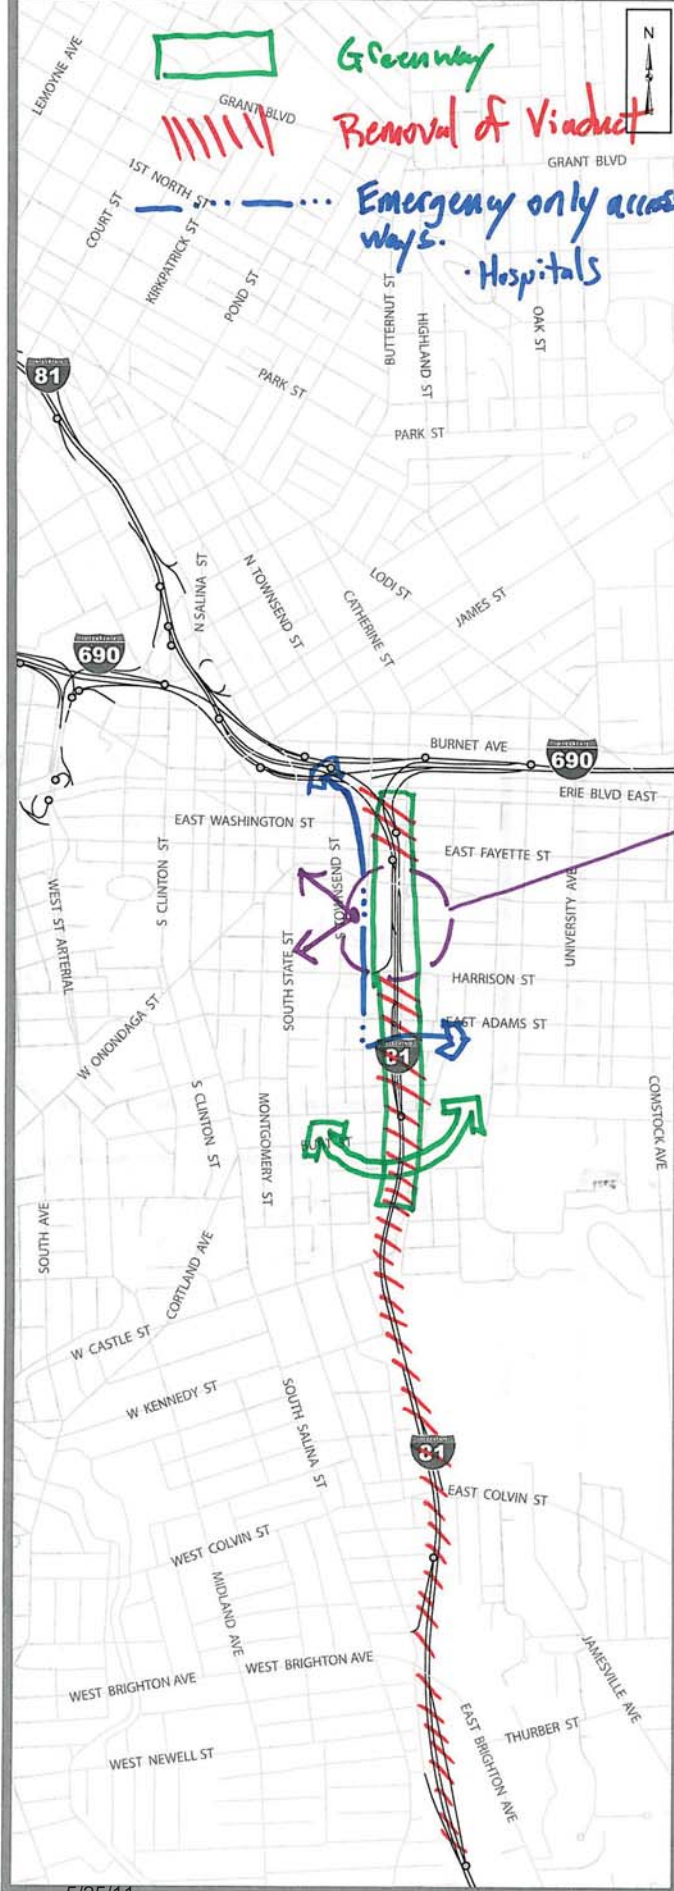 N
LEMOYNE AVE
Greenway
GRANT BLVD
Removal of Viaduct
GRANT BLVD
1ST NORTH ST
COURT ST
Emergency only access
ways.
KIRKPATRICK ST
· Hospitals
POND ST
BUTTERNUT ST
HIGHLAND ST
OAK ST
81
PARK ST
PARK ST
N SALINA ST
N TOWNSEND ST
LODI ST
CATHERINE ST
JAMES ST
690
BURNET AVE
690
ERIE BLVD EAST
EAST WASHINGTON ST
S CLINTON ST
S TOWNSEND ST
EAST FAYETTE ST
UNIVERSITY AVE
WEST ST ARTERIAL
SOUTH STATE ST
HARRISON ST
W ONONDAGA ST
EAST ADAMS ST
81
S CLINTON ST
MONTGOMERY ST
COMSTOCK AVE
BURT ST
SOUTH AVE
CORTLAND AVE
W CASTLE ST
W KENNEDY ST
SOUTH SALINA ST
81
EAST COLVIN ST
WEST COLVIN ST
MIDLAND AVE
JAMESVILLE AVE
WEST BRIGHTON AVE
WEST BRIGHTON AVE
EAST BRIGHTON AVE
THURBER ST
WEST NEWELL ST